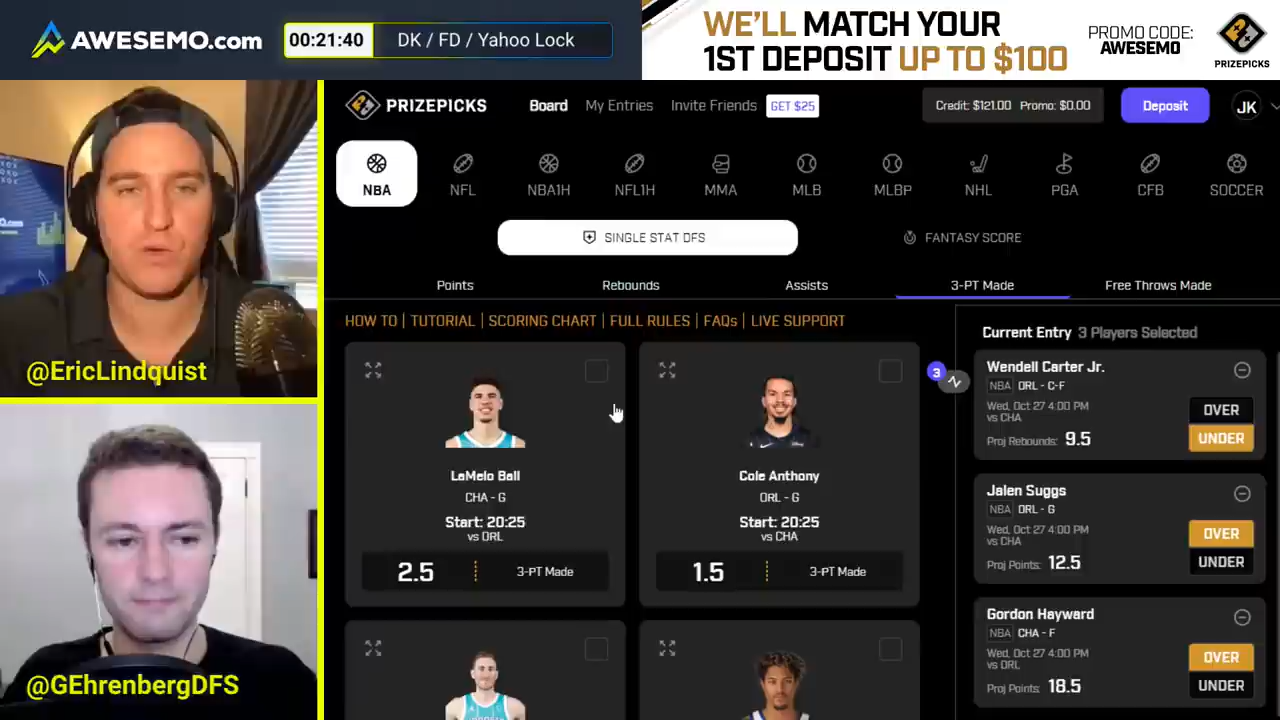 AWESEMO.com
00:21:40
DK / FD / Yahoo Lock
WE'LL MATCH YOUR
1ST DEPOSIT UP TO $100
PROMO CODE:
AWESEMO
PRIZEPICKS
@EricLindquist
@GEhrenbergDFS
PRIZEPICKS
Board
My Entries
Invite Friends
GET $25
Credit: $121.00 Promo: $0.00
Deposit
JK
NBA
NFL
NBA1H
NFL1H
MMA
MLB
MLBP
NHL
PGA
CFB
SOCCER
SINGLE STAT DFS
FANTASY SCORE
Points
Rebounds
Assists
3-PT Made
Free Throws Made
HOW TO | TUTORIAL | SCORING CHART | FULL RULES | FAQs | LIVE SUPPORT
LaMelo Ball
CHA - G
Start: 20:25
vs ORL
2.5
3-PT Made
Cole Anthony
ORL - G
Start: 20:25
vs CHA
1.5
3-PT Made
3
Current Entry 3 Players Selected
Wendell Carter Jr.
NBA ORL - C-F
Wed, Oct 27 4:00 PM
vs CHA
Proj Rebounds: 9.5
OVER
UNDER
Jalen Suggs
NBA ORL - G
Wed, Oct 27 4:00 PM
vs CHA
Proj Points: 12.5
OVER
UNDER
Gordon Hayward
NBA CHA - F
Wed, Oct 27 4:00 PM
vs ORL
Proj Points: 18.5
OVER
UNDER